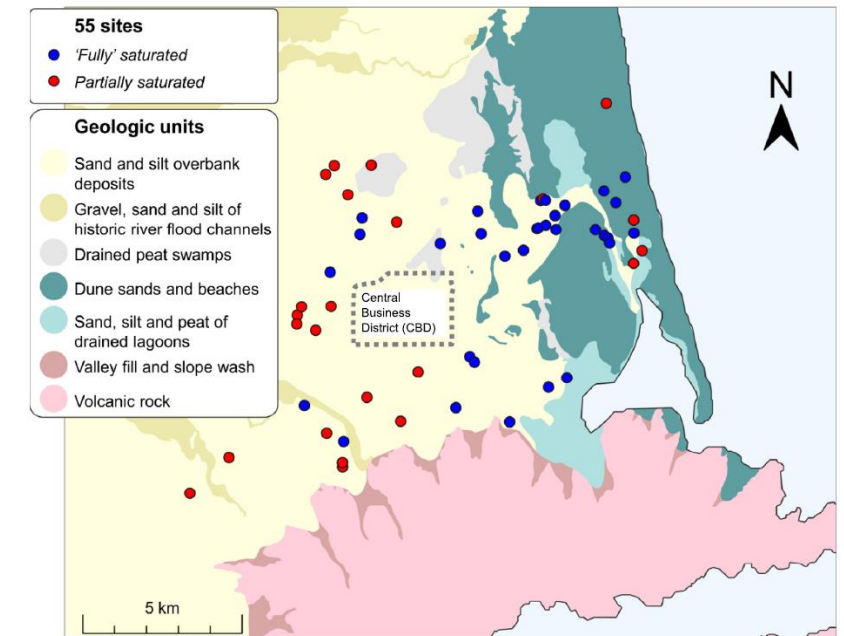 55 sites
‘Fully’ saturated
Partially saturated
Geologic units
Sand and silt overbank
deposits
Gravel, sand and silt of
historic river flood channels
Drained peat swamps
Dune sands and beaches
Sand, silt and peat of
drained lagoons
Valley fill and slope wash
Volcanic rock
Central
Business
District (CBD)
N
5 km